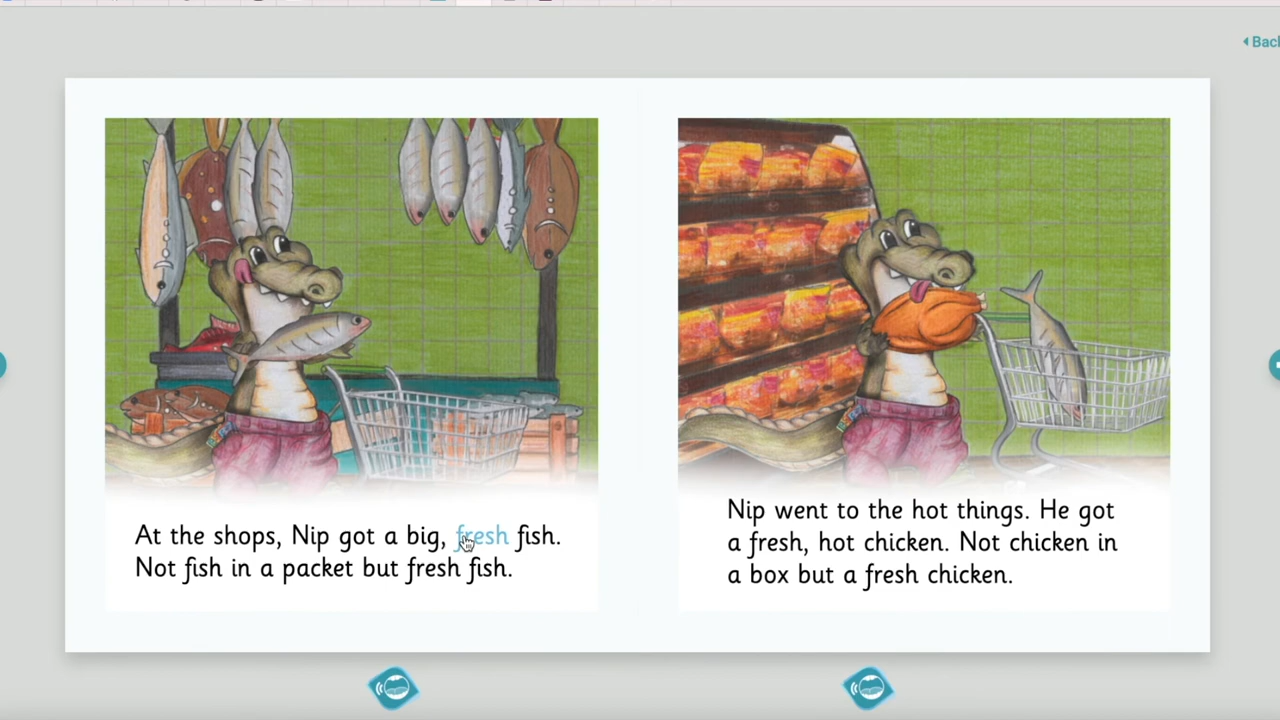 Back
At the shops, Nip got a big, fresh fish.
Not fish in a packet but fresh fish.
Nip went to the hot things. He got
a fresh, hot chicken. Not chicken in
a box but a fresh chicken.